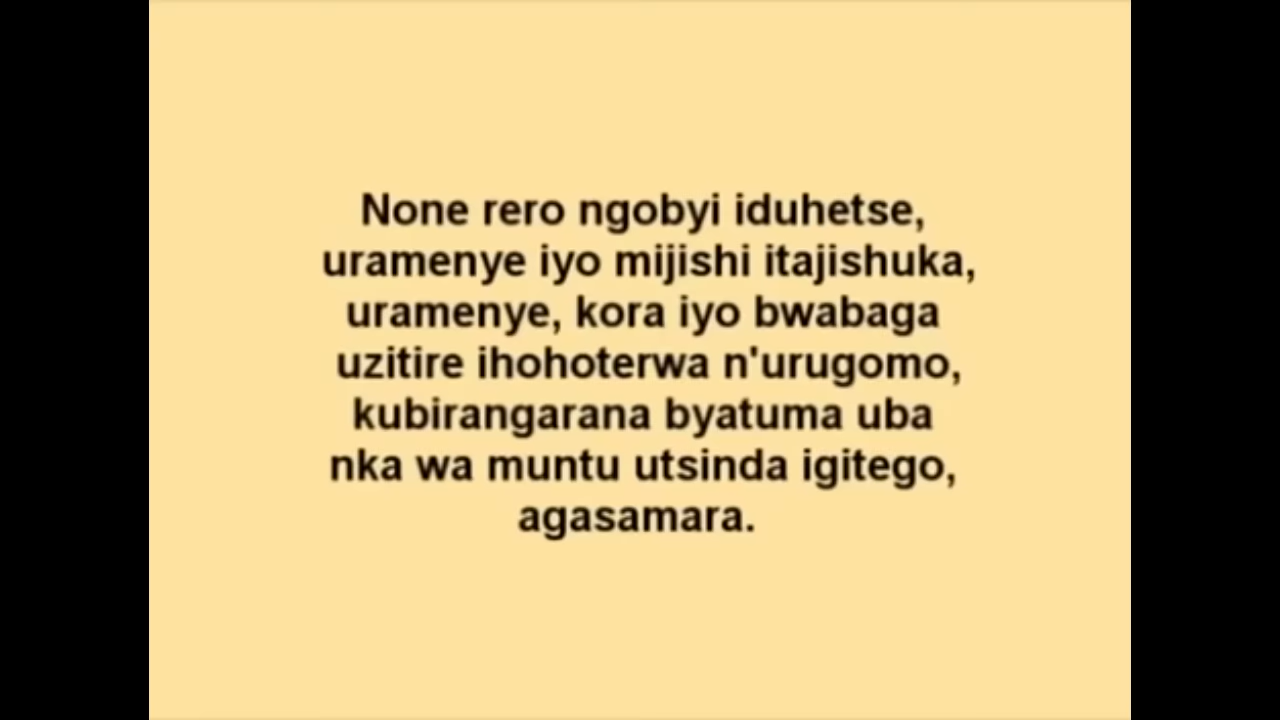 None rero ngobyi iduhetse,
uramenye iyo mijishi itajishuka,
uramenye, kora iyo bwabaga
uzitire ihohoterwa n'urugomo,
kubirangarana byatuma uba
nka wa muntu utsinda igitego,
agasamara.